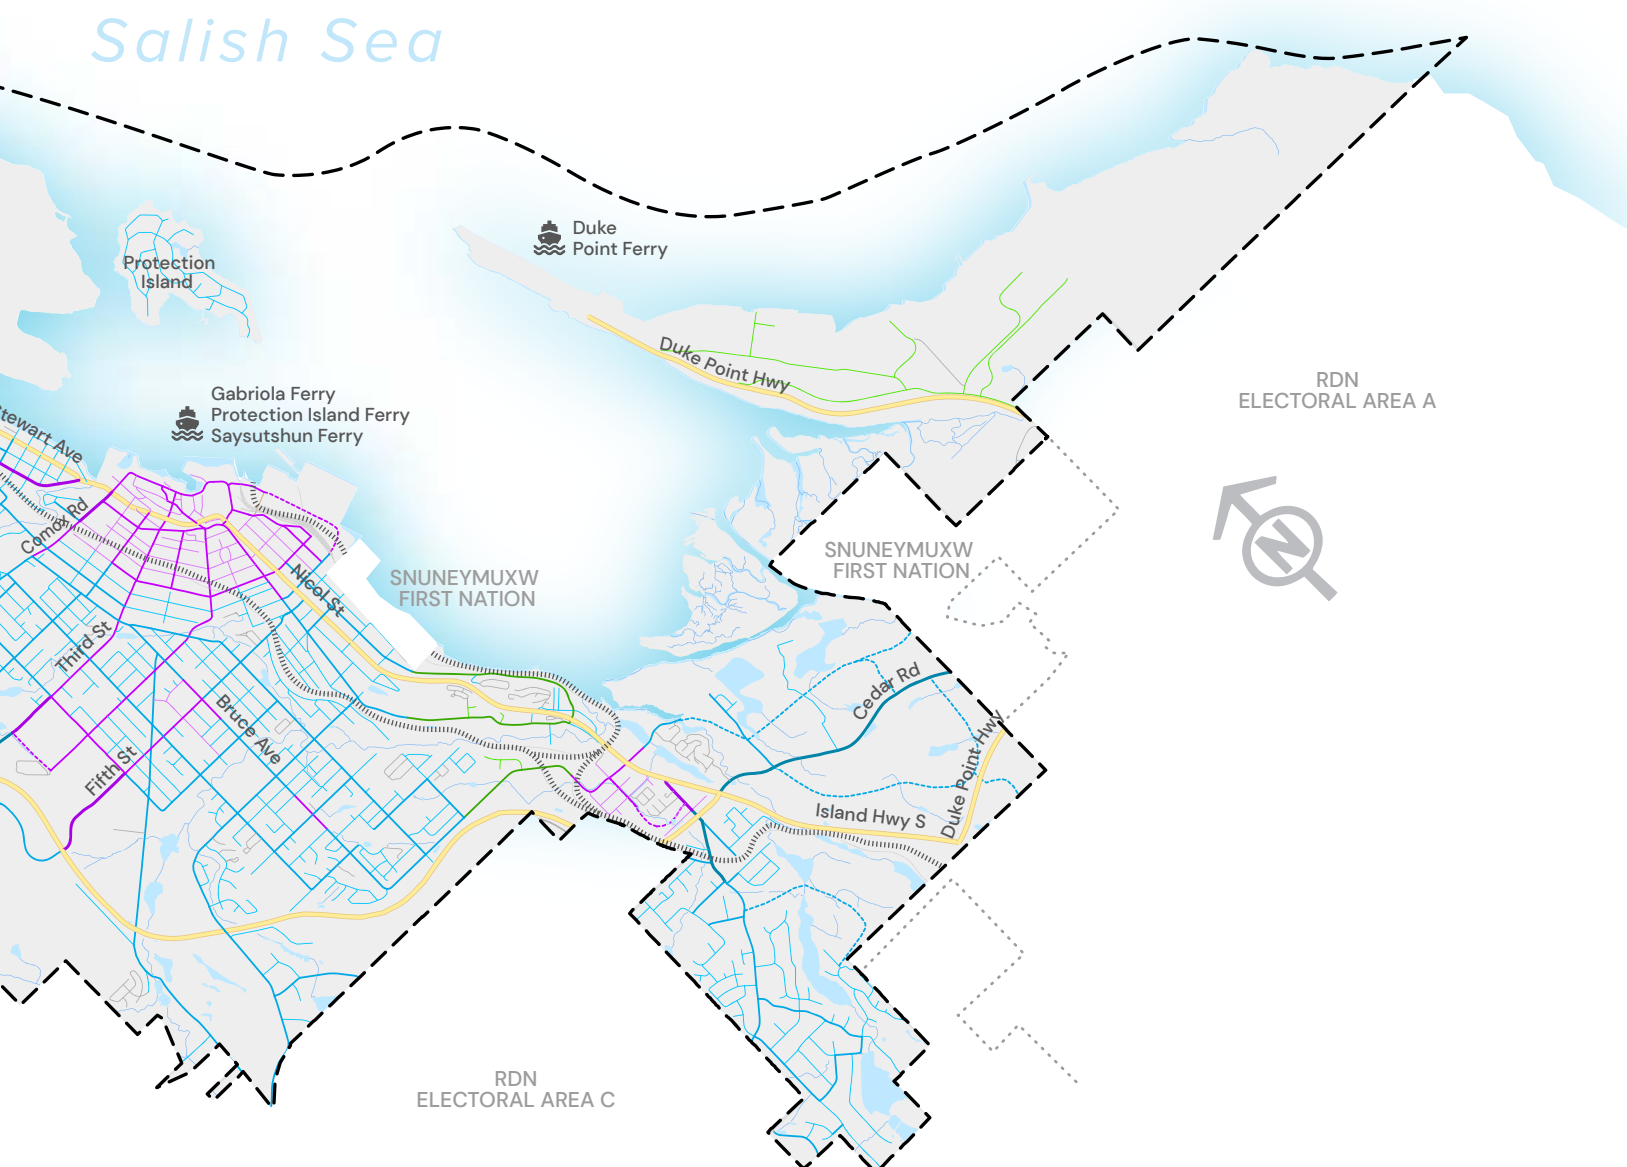 Salish Sea
Duke
Point Ferry
Protection
Island
Duke Point Hwy
RDN
ELECTORAL AREA A
Gabriola Ferry
Protection Island Ferry
Saysutshun Ferry
Stewart Ave
Comox Rd
N
SNUNEYMUXW
FIRST NATION
SNUNEYMUXW
FIRST NATION
Nicol St
Third St
Cedar Rd
Bruce Ave
Duke Point Hwy
Fifth St
Island Hwy S
RDN
ELECTORAL AREA C